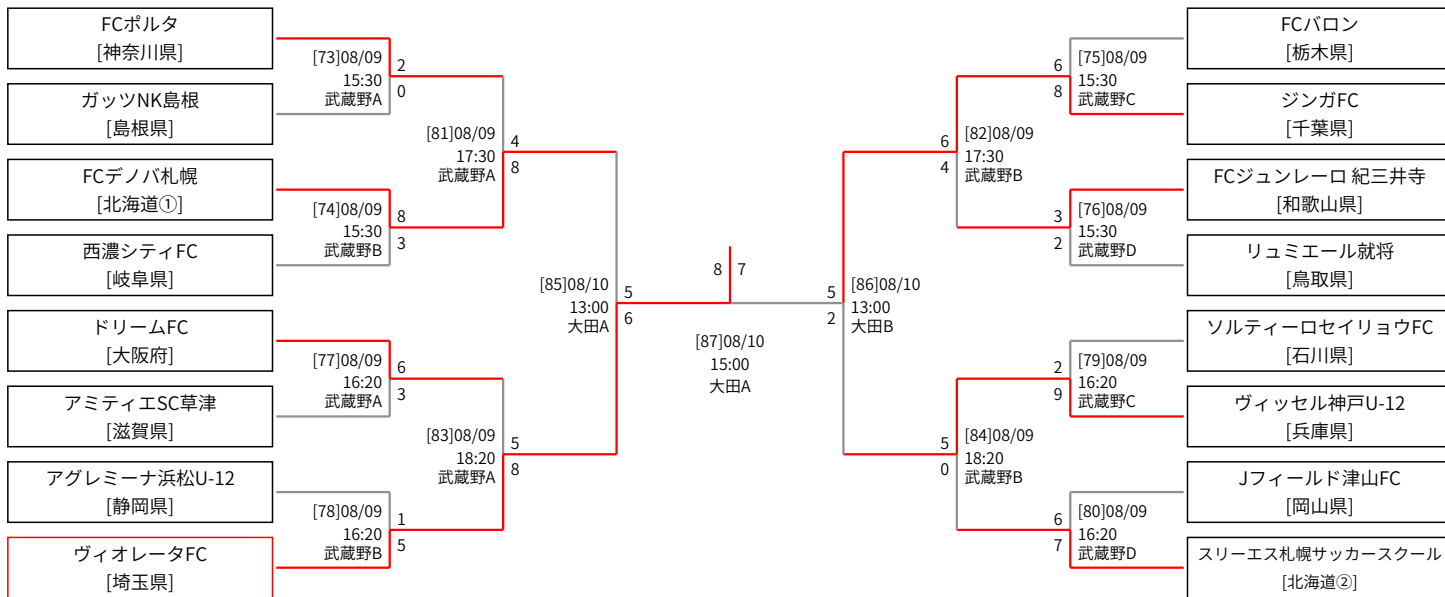 FCポルタ
[神奈川県]
ガッツNK島根
[島根県]
FCデノバ札幌
[北海道①]
西濃シティFC
[岐阜県]
ドリームFC
[大阪府]
アミティエSC草津
[滋賀県]
アグレミーナ浜松U-12
[静岡県]
ヴィオレータFC
[埼玉県]
[73]08/09
15:30
武蔵野A
2
0
[74]08/09
15:30
武蔵野B
8
3
[77]08/09
16:20
武蔵野A
6
3
[78]08/09
16:20
武蔵野B
1
5
[81]08/09
17:30
武蔵野A
4
8
[83]08/09
18:20
武蔵野A
5
8
[85]08/10
13:00
大田A
5
6
8 7
[87]08/10
15:00
大田A
5
2
[86]08/10
13:00
大田B
6
4
[82]08/09
17:30
武蔵野B
5
0
[84]08/09
18:20
武蔵野B
6
8
[75]08/09
15:30
武蔵野C
3
2
[76]08/09
15:30
武蔵野D
2
9
[79]08/09
16:20
武蔵野C
6
7
[80]08/09
16:20
武蔵野D
FCバロン
[栃木県]
ジンガFC
[千葉県]
FCジュンレーロ 紀三井寺
[和歌山県]
リュミエール就将
[鳥取県]
ソルティーロセイリョウFC
[石川県]
ヴィッセル神戸U-12
[兵庫県]
Jフィールド津山FC
[岡山県]
スリーエス札幌サッカースクール
[北海道②]